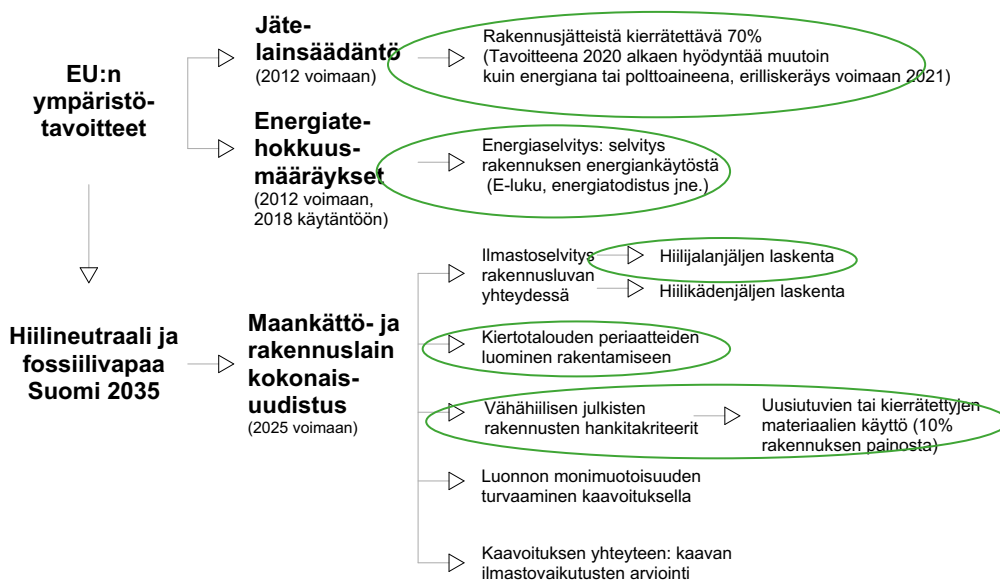 EU:n
ympäristö-
tavoitteet
Jäte-
lainsäädäntö
(2012 voimaan)
Rakennusjätteistä kierrätettävä 70%
(Tavoitteena 2020 alkaen hyödyntää muutoin
kuin energiana tai polttoaineena, erilliskeräys voimaan 2021)
Energiate-
hokkuus-
määräykset
(2012 voimaan,
2018 käytäntöön)
Energiaselvitys: selvitys
rakennuksen energiankäytöstä
(E-luku, energiatodistus jne.)
Hiilineutraali ja
fossiilivapaa
Suomi 2035
Maankättö- ja
rakennuslain
kokonais-
uudistus
(2025 voimaan)
Ilmastoselvitys
rakennusluvan
yhteydessä
Hiilijalanjäljen laskenta
Hiilikädenjäljen laskenta
Kiertotalouden periaatteiden
luominen rakentamiseen
Vähähiilisen julkisten
rakennusten hankitakriteerit
Uusiutuvien tai kierrätettyjen
materiaalien käyttö (10%
rakennuksen painosta)
Luonnon monimuotoisuuden
turvaaminen kaavoituksella
Kaavoituksen yhteyteen: kaavan
ilmastovaikutusten arviointi